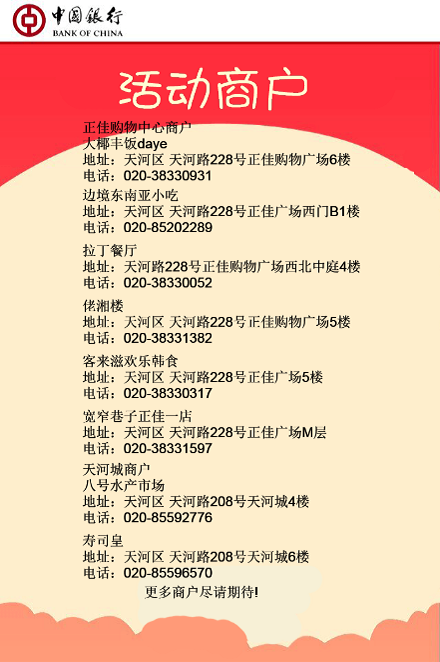 中国银行
BANK OF CHINA
活动商户
正佳购物中心商户
大椰丰饭daye
地址：天河区 天河路228号正佳购物广场6楼
电话：020-38330931
边境东南亚小吃
地址：天河区 天河路228号正佳广场西门B1楼
电话：020-85202289
拉丁餐厅
地址：天河路228号正佳购物广场西北中庭4楼
电话：020-38330052
佬湘楼
地址：天河区 天河路228号正佳购物广场5楼
电话：020-38331382
客来滋欢乐韩食
地址：天河区 天河路228号正佳广场5楼
电话：020-38330317
宽窄巷子正佳一店
地址：天河区 天河路228号正佳广场M层
电话：020-38331597
天河城商户
八号水产市场
地址：天河区 天河路208号天河城4楼
电话：020-85592776
寿司皇
地址：天河区 天河路208号天河城6楼
电话：020-85596570
更多商户尽请期待!